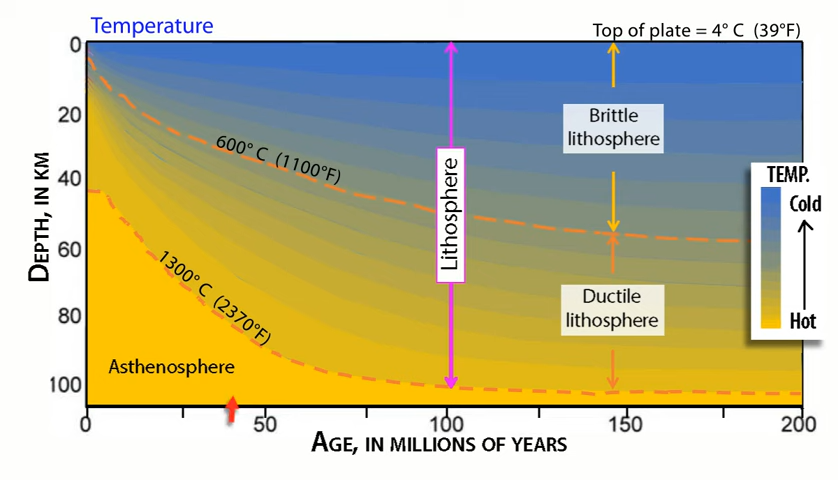 Temperature
Top of plate = 4° C (39°F)
0
20
40
60
80
100
DEPTH, IN KM
600° C (1100°F)
1300° C (2370°F)
Asthenosphere
Lithosphere
Brittle
lithosphere
Ductile
lithosphere
TEMP.
Cold
Hot
0
50
100
150
200
AGE, IN MILLIONS OF YEARS